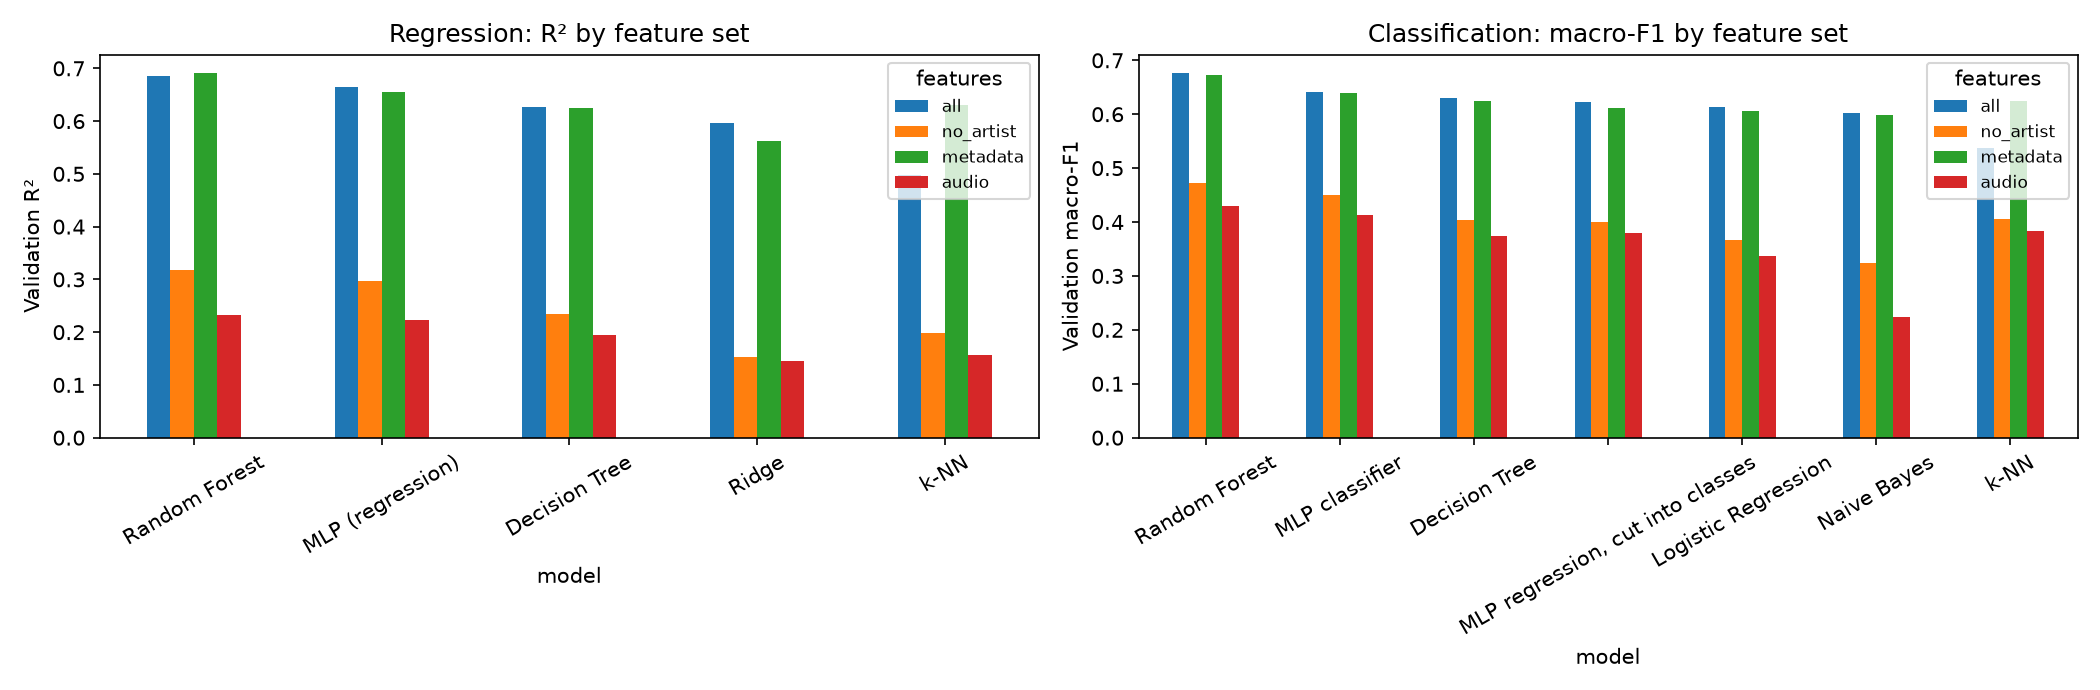 Regression: R² by feature set
Validation R²
0.7
0.6
0.5
0.4
0.3
0.2
0.1
0.0
features
all
no_artist
metadata
audio
Random Forest
MLP (regression)
Decision Tree
Ridge
k-NN
model
Classification: macro-F1 by feature set
Validation macro-F1
0.7
0.6
0.5
0.4
0.3
0.2
0.1
0.0
features
all
no_artist
metadata
audio
Random Forest
MLP classifier
Decision Tree
MLP regression, cut into classes
Logistic Regression
Naive Bayes
k-NN
model